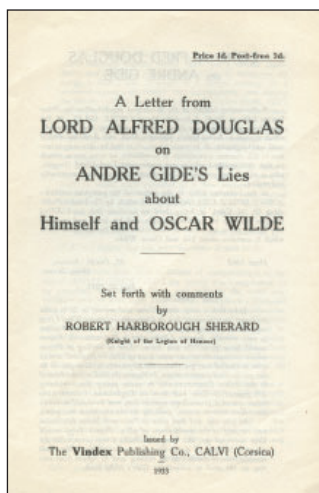 Price 1d. Post-free 2d.
A Letter from
LORD ALFRED DOUGLAS
on
ANDRE GIDE'S Lies
about
Himself and OSCAR WILDE
Set forth with comments
by
ROBERT HARBOROUGH SHERARD
(Knight of the Legion of Honour)
Issued by
The Vindex Publishing Co., CALVI (Corsica)
1933